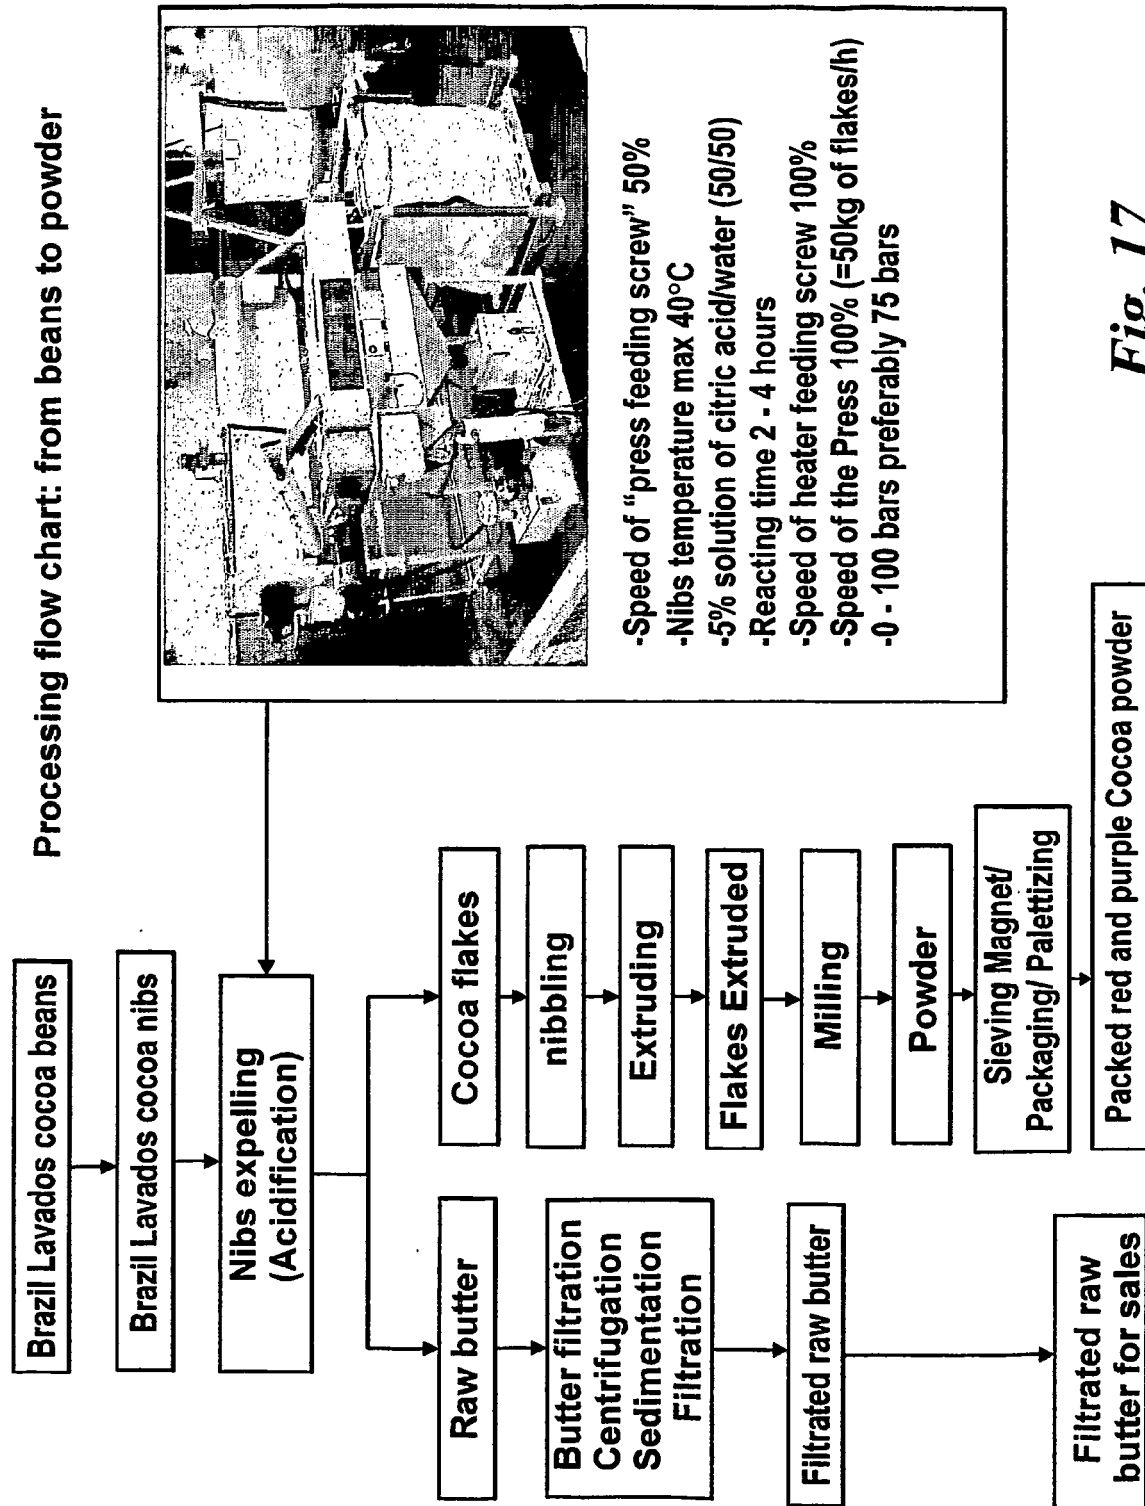 Processing flow chart: from beans to powder
Brazil Lavados cocoa beans
Brazil Lavados cocoa nibs
Nibs expelling
(Acidification)
-Speed of “press feeding screw” 50%
-Nibs temperature max 40°C
-5% solution of citric acid/water (50/50)
-Reacting time 2 - 4 hours
-Speed of heater feeding screw 100%
-Speed of the Press 100% (=50kg of flakes/h)
-0 - 100 bars preferably 75 bars
Raw butter
Butter filtration
Centrifugation
Sedimentation
Filtration
Filtrated raw butter
Filtrated raw
butter for sales
Cocoa flakes
nibbling
Extruding
Flakes Extruded
Milling
Powder
Sieving Magnet/
Packaging/ Palettizing
Packed red and purple Cocoa powder
Fig. 17